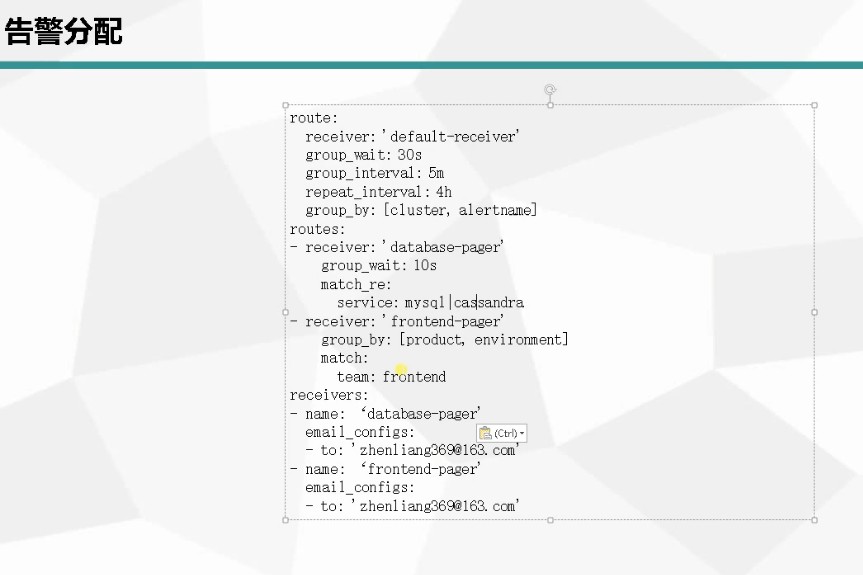 告警分配
route:
  receiver: 'default-receiver'
  group_wait: 30s
  group_interval: 5m
  repeat_interval: 4h
  group_by: [cluster, alertname]
routes:
- receiver: 'database-pager'
    group_wait: 10s
    match_re:
      service: mysql|cassandra
- receiver: 'frontend-pager'
    group_by: [product, environment]
    match:
      team: frontend
receivers:
- name: ‘database-pager’
  email_configs:
(Ctrl)
  - to: 'zhenliang369@163.com'
- name: ‘frontend-pager’
  email_configs:
  - to: 'zhenliang369@163.com'